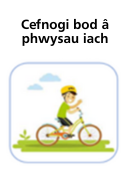 Cefnogi bod â
phwysau iach